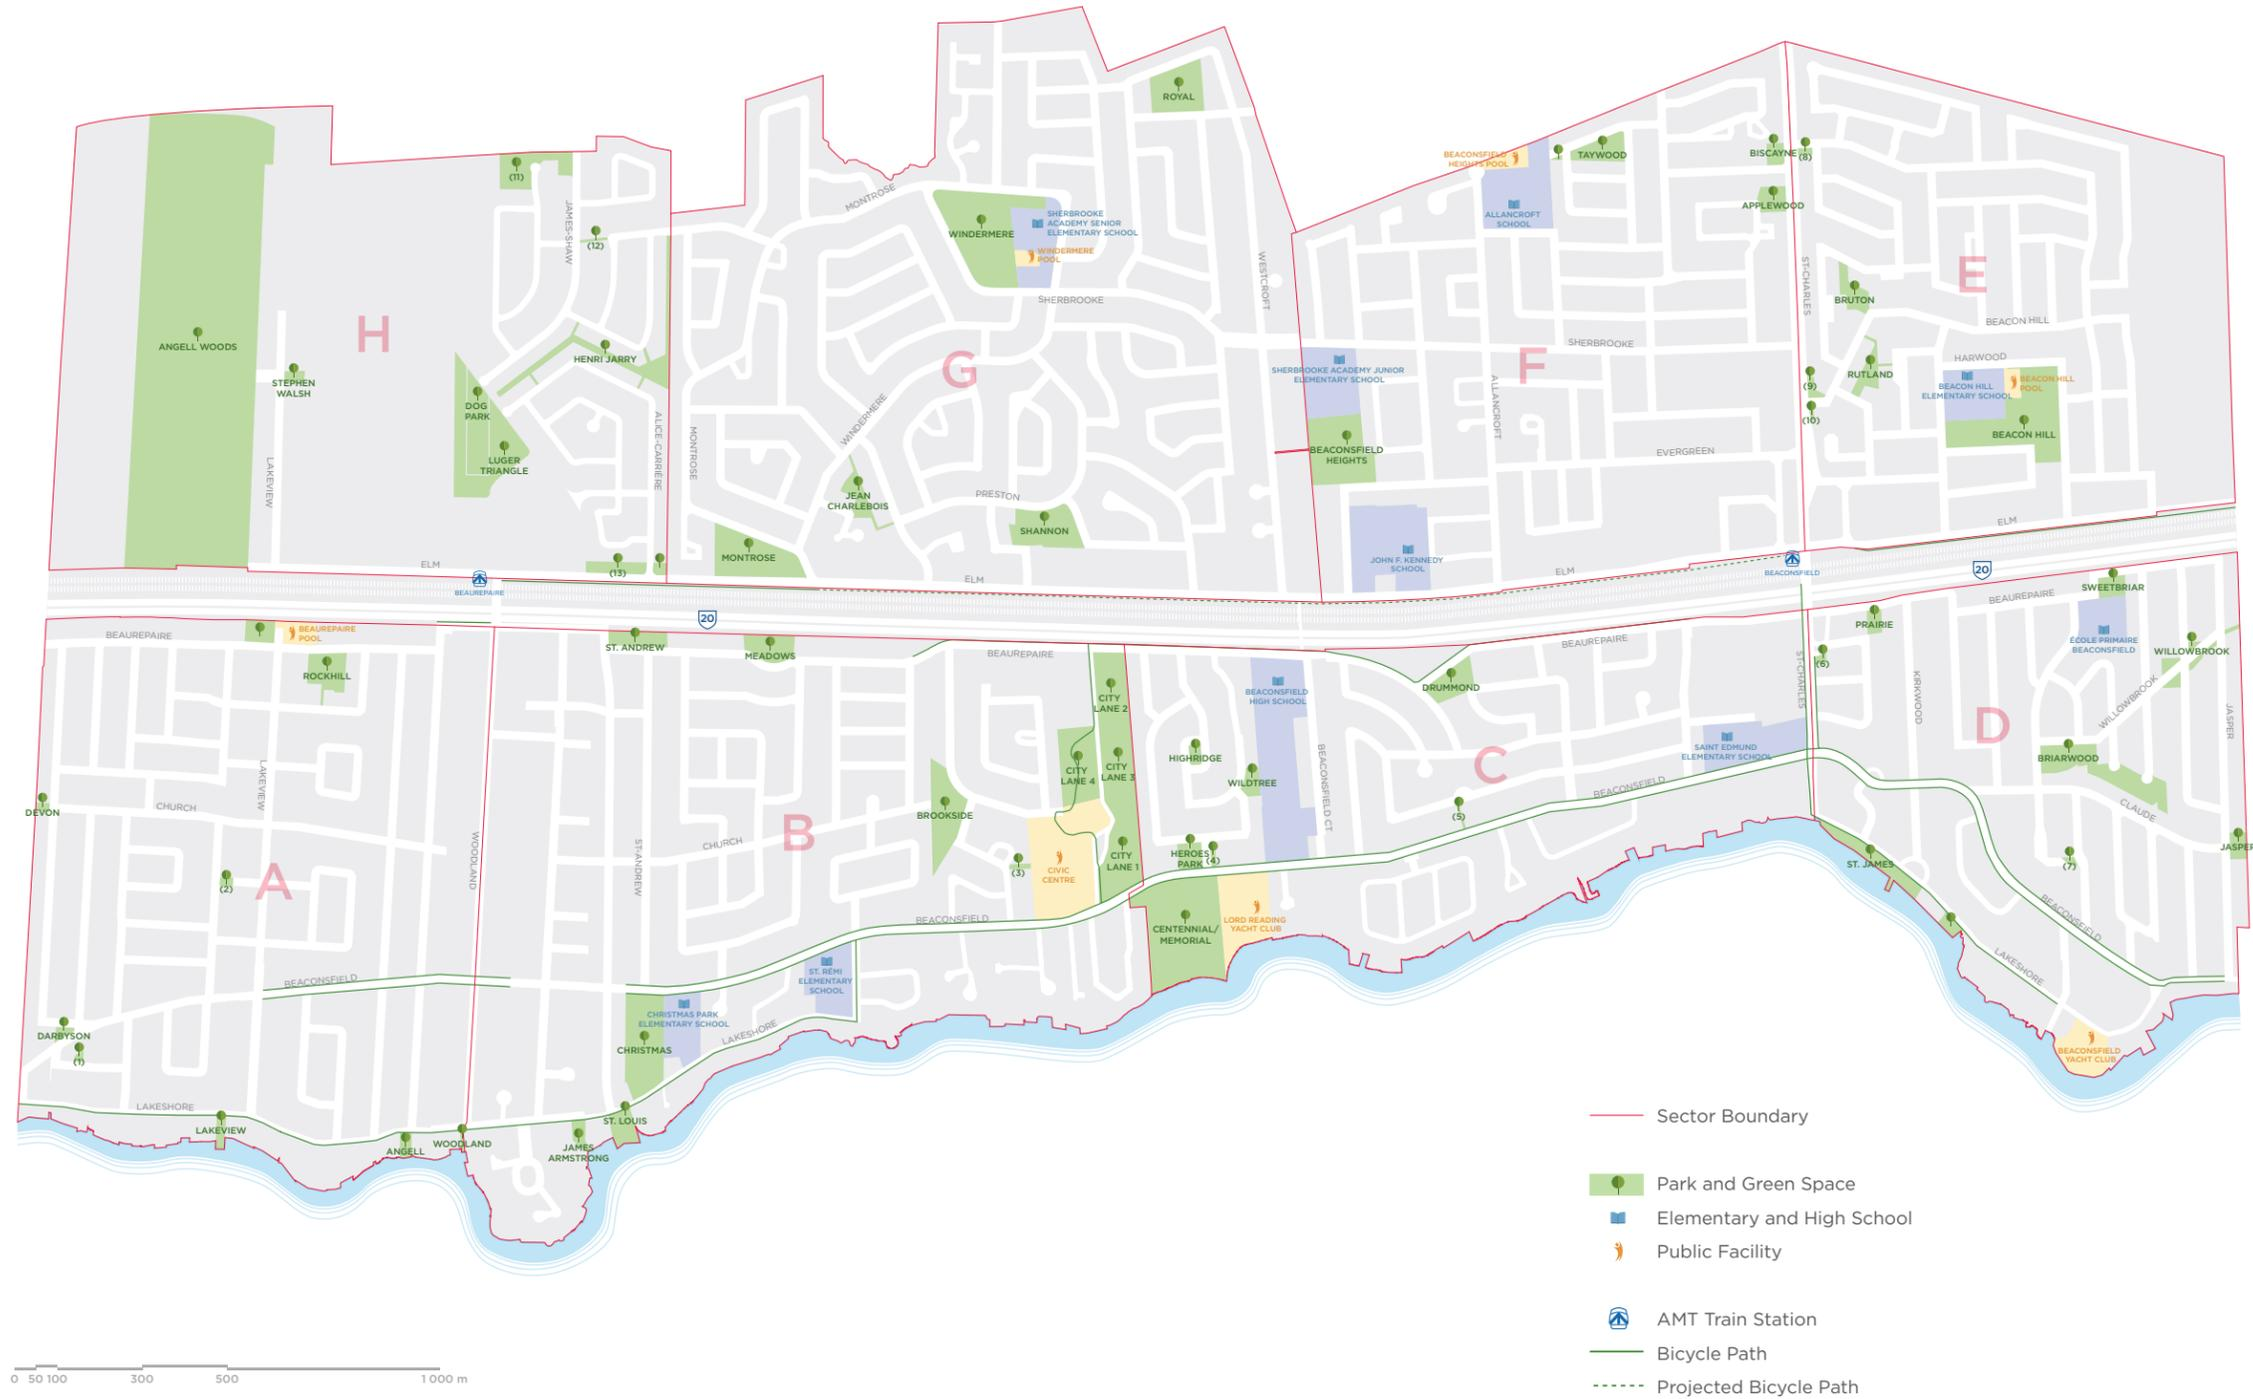 ROYAL
BEACONSFIELD
HEIGHTS POOL
TAYWOOD
BISCAYNE
(8)
(11)
MONTROSE
ALLANCROFT
SCHOOL
APPLEWOOD
JAMES-SHAW
(12)
WINDERMERE
SHERBROOKE
ACADEMY SENIOR
ELEMENTARY SCHOOL
WINDERMERE
POOL
WESTCROFT
ST-CHARLES
E
BRUTON
SHERBROOKE
BEACON HILL
H
ANGELL WOODS
STEPHEN
WALSH
HENRI JARRY
G
SHERBROOKE ACADEMY JUNIOR
ELEMENTARY SCHOOL
F
SHERBROOKE
HARWOOD
RUTLAND
(9)
BEACON HILL
ELEMENTARY SCHOOL
BEACON HILL
POOL
DOG
PARK
(10)
BEACON HILL
LAKEVIEW
LUGER
TRIANGLE
ALICE-CARRIÈRE
MONTROSE
WINDERMERE
ALLANCROFT
BEACONSFIELD
HEIGHTS
EVERGREEN
JEAN
CHARLEBOIS
PRESTON
SHANNON
MONTROSE
JOHN F. KENNEDY
SCHOOL
ELM
ELM
(13)
ELM
ELM
BEAUREPAIRE
BEACONSFIELD
20
20
BEAUREPAIRE
BEAUREPAIRE
POOL
ROCKHILL
ST. ANDREW
MEADOWS
BEAUREPAIRE
BEAUREPAIRE
BEAUREPAIRE
SWEETBRIAR
PRAIRIE
ÉCOLE PRIMAIRE
BEACONSFIELD
WILLOWBROOK
(6)
DRUMMOND
BEACONSFIELD
HIGH SCHOOL
CITY
LANE 2
ST-CHARLES
KIRKWOOD
WILLOWBROOK
JASPER
D
HIGHRIDGE
WILDTREE
CITY
LANE 4
CITY
LANE 3
BEACONSFIELD CT
C
SAINT EDMUND
ELEMENTARY SCHOOL
BRIARWOOD
LAKEVIEW
BEACONSFIELD
DEVON
CHURCH
BROOKSIDE
(5)
CLAUDE
B
CHURCH
WOODLAND
ST-ANDREW
HEROES
PARK
(4)
CITY
LANE 1
(3)
CIVIC
CENTRE
ST. JAMES
(7)
JASPER
A
(2)
BEACONSFIELD
CENTENNIAL/
MEMORIAL
LORD READING
YACHT CLUB
BEACONSFIELD
LAKESHORE
BEACONSFIELD
ST. RÉMI
ELEMENTARY
SCHOOL
CHRISTMAS PARK
ELEMENTARY SCHOOL
LAKESHORE
CHRISTMAS
DARBYSON
(1)
BEACONSFIELD
YACHT CLUB
LAKESHORE
LAKEVIEW
ANGELL
WOODLAND
JAMES
ARMSTRONG
ST. LOUIS
Sector Boundary
Park and Green Space
Elementary and High School
Public Facility
AMT Train Station
Bicycle Path
Projected Bicycle Path
0 50 100 300 500 1 000 m